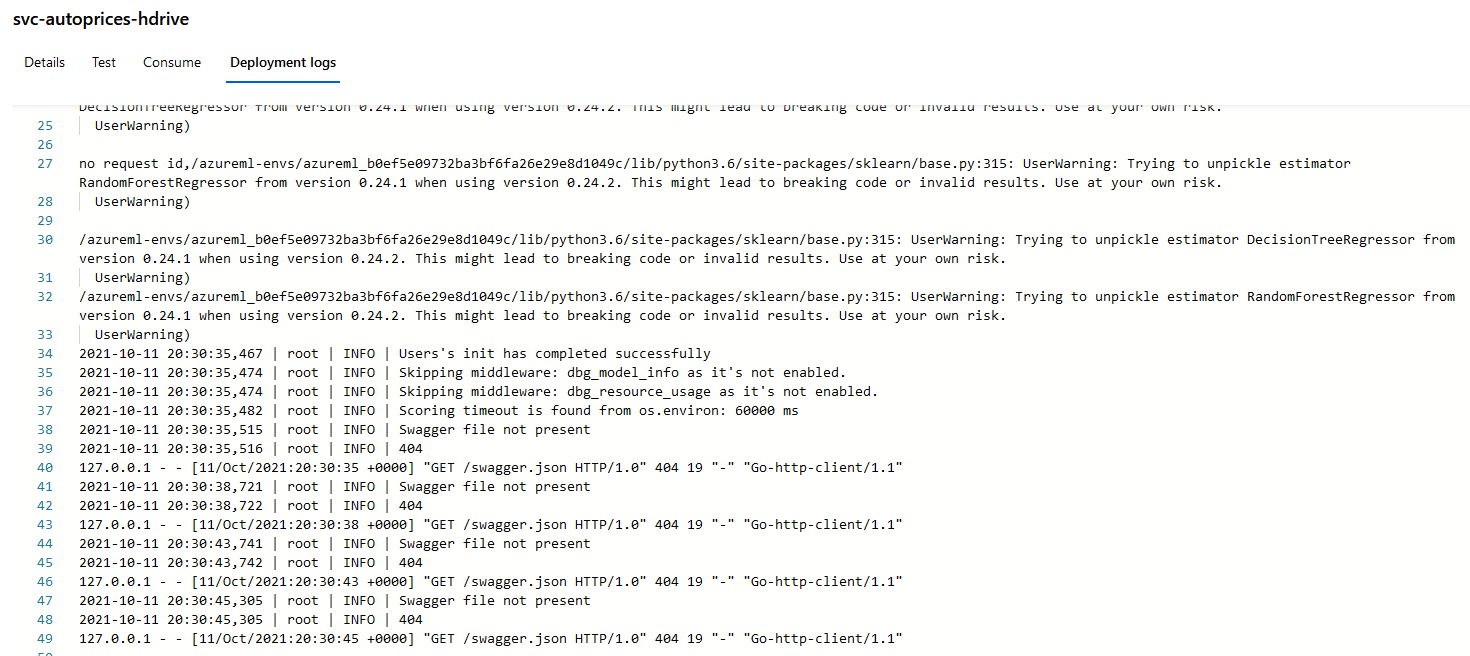 svc-autoprices-hdrive
Details Test Consume Deployment logs
DecisionTreeRegressor from version 0.24.1 when using version 0.24.2. This might lead to breaking code or invalid results. Use at your own risk.
25 UserWarning)
26
27 no request id,/azureml-envs/azureml_b0ef5e09732ba3bf6fa26e29e8d1049c/lib/python3.6/site-packages/sklearn/base.py:315: UserWarning: Trying to unpickle estimator
RandomForestRegressor from version 0.24.1 when using version 0.24.2. This might lead to breaking code or invalid results. Use at your own risk.
28 UserWarning)
29
30 /azureml-envs/azureml_b0ef5e09732ba3bf6fa26e29e8d1049c/lib/python3.6/site-packages/sklearn/base.py:315: UserWarning: Trying to unpickle estimator DecisionTreeRegressor from
version 0.24.1 when using version 0.24.2. This might lead to breaking code or invalid results. Use at your own risk.
31 UserWarning)
32 /azureml-envs/azureml_b0ef5e09732ba3bf6fa26e29e8d1049c/lib/python3.6/site-packages/sklearn/base.py:315: UserWarning: Trying to unpickle estimator RandomForestRegressor from
version 0.24.1 when using version 0.24.2. This might lead to breaking code or invalid results. Use at your own risk.
33 UserWarning)
34 2021-10-11 20:30:35,467 | root | INFO | Users's init has completed successfully
35 2021-10-11 20:30:35,474 | root | INFO | Skipping middleware: dbg_model_info as it's not enabled.
36 2021-10-11 20:30:35,474 | root | INFO | Skipping middleware: dbg_resource_usage as it's not enabled.
37 2021-10-11 20:30:35,482 | root | INFO | Scoring timeout is found from os.environ: 60000 ms
38 2021-10-11 20:30:35,515 | root | INFO | Swagger file not present
39 2021-10-11 20:30:35,516 | root | INFO | 404
40 127.0.0.1 - - [11/Oct/2021:20:30:35 +0000] "GET /swagger.json HTTP/1.0" 404 19 "-" "Go-http-client/1.1"
41 2021-10-11 20:30:38,721 | root | INFO | Swagger file not present
42 2021-10-11 20:30:38,722 | root | INFO | 404
43 127.0.0.1 - - [11/Oct/2021:20:30:38 +0000] "GET /swagger.json HTTP/1.0" 404 19 "-" "Go-http-client/1.1"
44 2021-10-11 20:30:43,741 | root | INFO | Swagger file not present
45 2021-10-11 20:30:43,742 | root | INFO | 404
46 127.0.0.1 - - [11/Oct/2021:20:30:43 +0000] "GET /swagger.json HTTP/1.0" 404 19 "-" "Go-http-client/1.1"
47 2021-10-11 20:30:45,305 | root | INFO | Swagger file not present
48 2021-10-11 20:30:45,305 | root | INFO | 404
49 127.0.0.1 - - [11/Oct/2021:20:30:45 +0000] "GET /swagger.json HTTP/1.0" 404 19 "-" "Go-http-client/1.1"